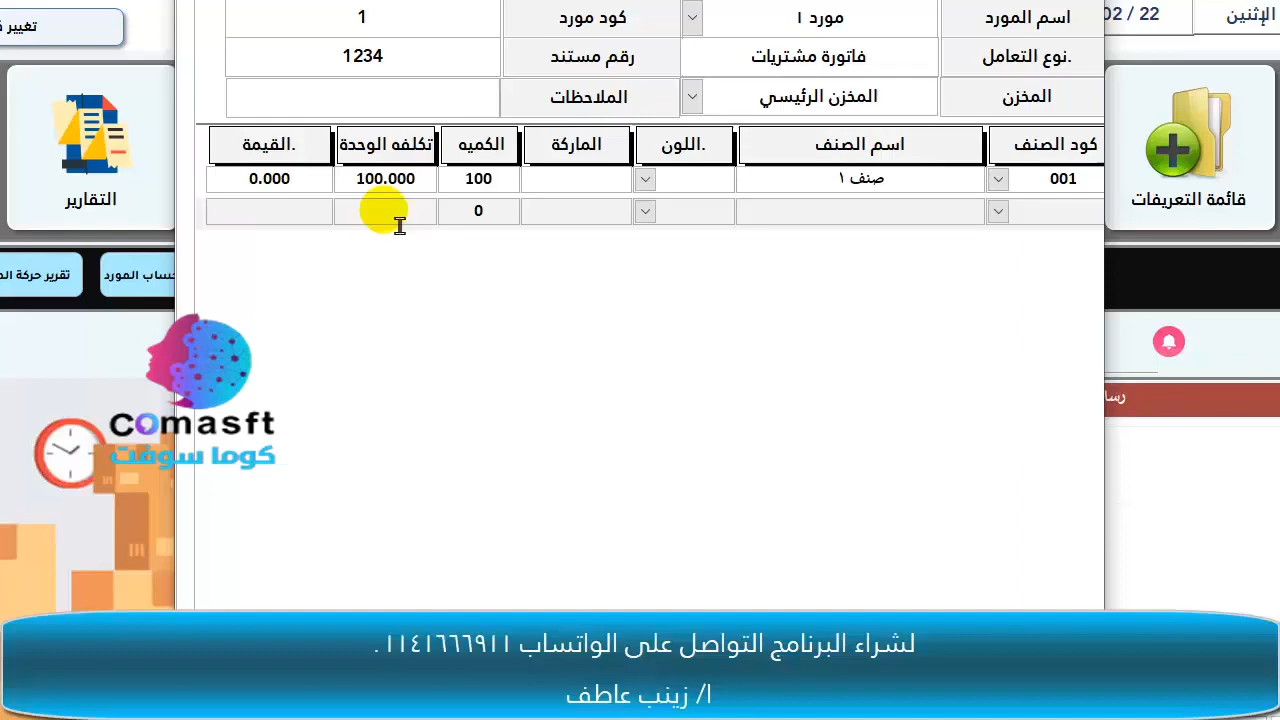 الإثنين
02 / 22
تغيير
اسم المورد
مورد ١
كود مورد
1
نوع التعامل.
فاتورة مشتريات
رقم مستند
1234
المخزن
المخزن الرئيسي
الملاحظات
كود الصنف
اسم الصنف
اللون.
الماركة
الكميه
تكلفه الوحدة
القيمة.
001
صنف ١
100
100.000
0.000
0
قائمة التعريفات
التقارير
حساب المورد
تقرير حركة
comasft
كوما سوفت
لشراء البرنامج التواصل على الواتساب ١١٤١٦٦٦٩١١ .
ا/ زينب عاطف